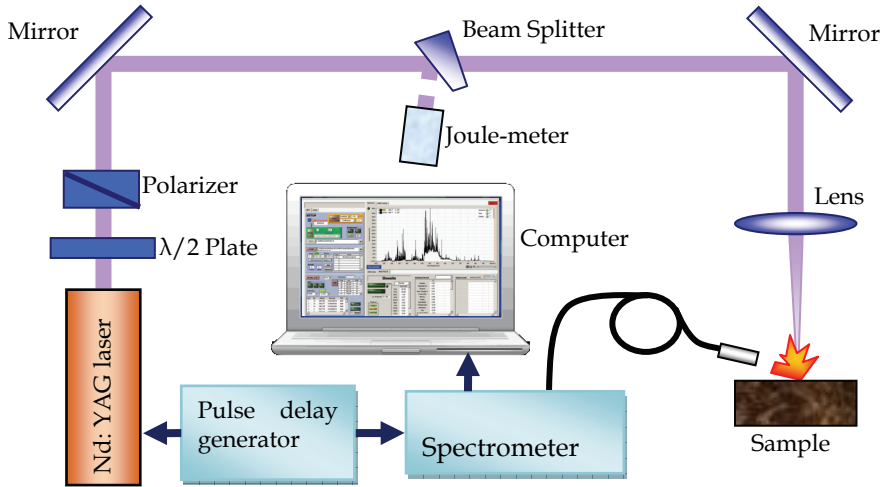 Mirror
Beam Splitter
Mirror
Joule-meter
Polarizer
Lens
λ/2 Plate
Computer
Nd: YAG laser
Pulse delay
generator
Spectrometer
Sample